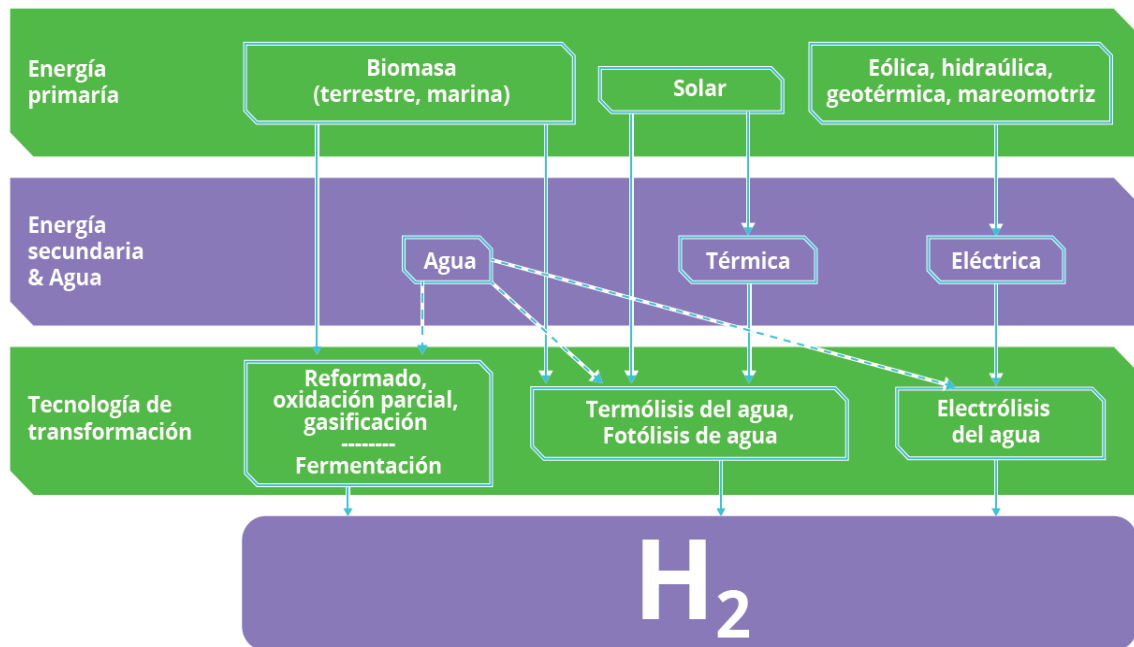 Energía
primaría
Biomasa
(terrestre, marina)
Solar
Eólica, hidraúlica,
geotérmica, mareomotriz
Energía
secundaria
& Agua
Agua
Térmica
Eléctrica
Tecnología de
transformación
Reformado,
oxidación parcial,
gasificación
--------
Fermentación
Termólisis del agua,
Fotólisis de agua
Electrólisis
del agua
H2